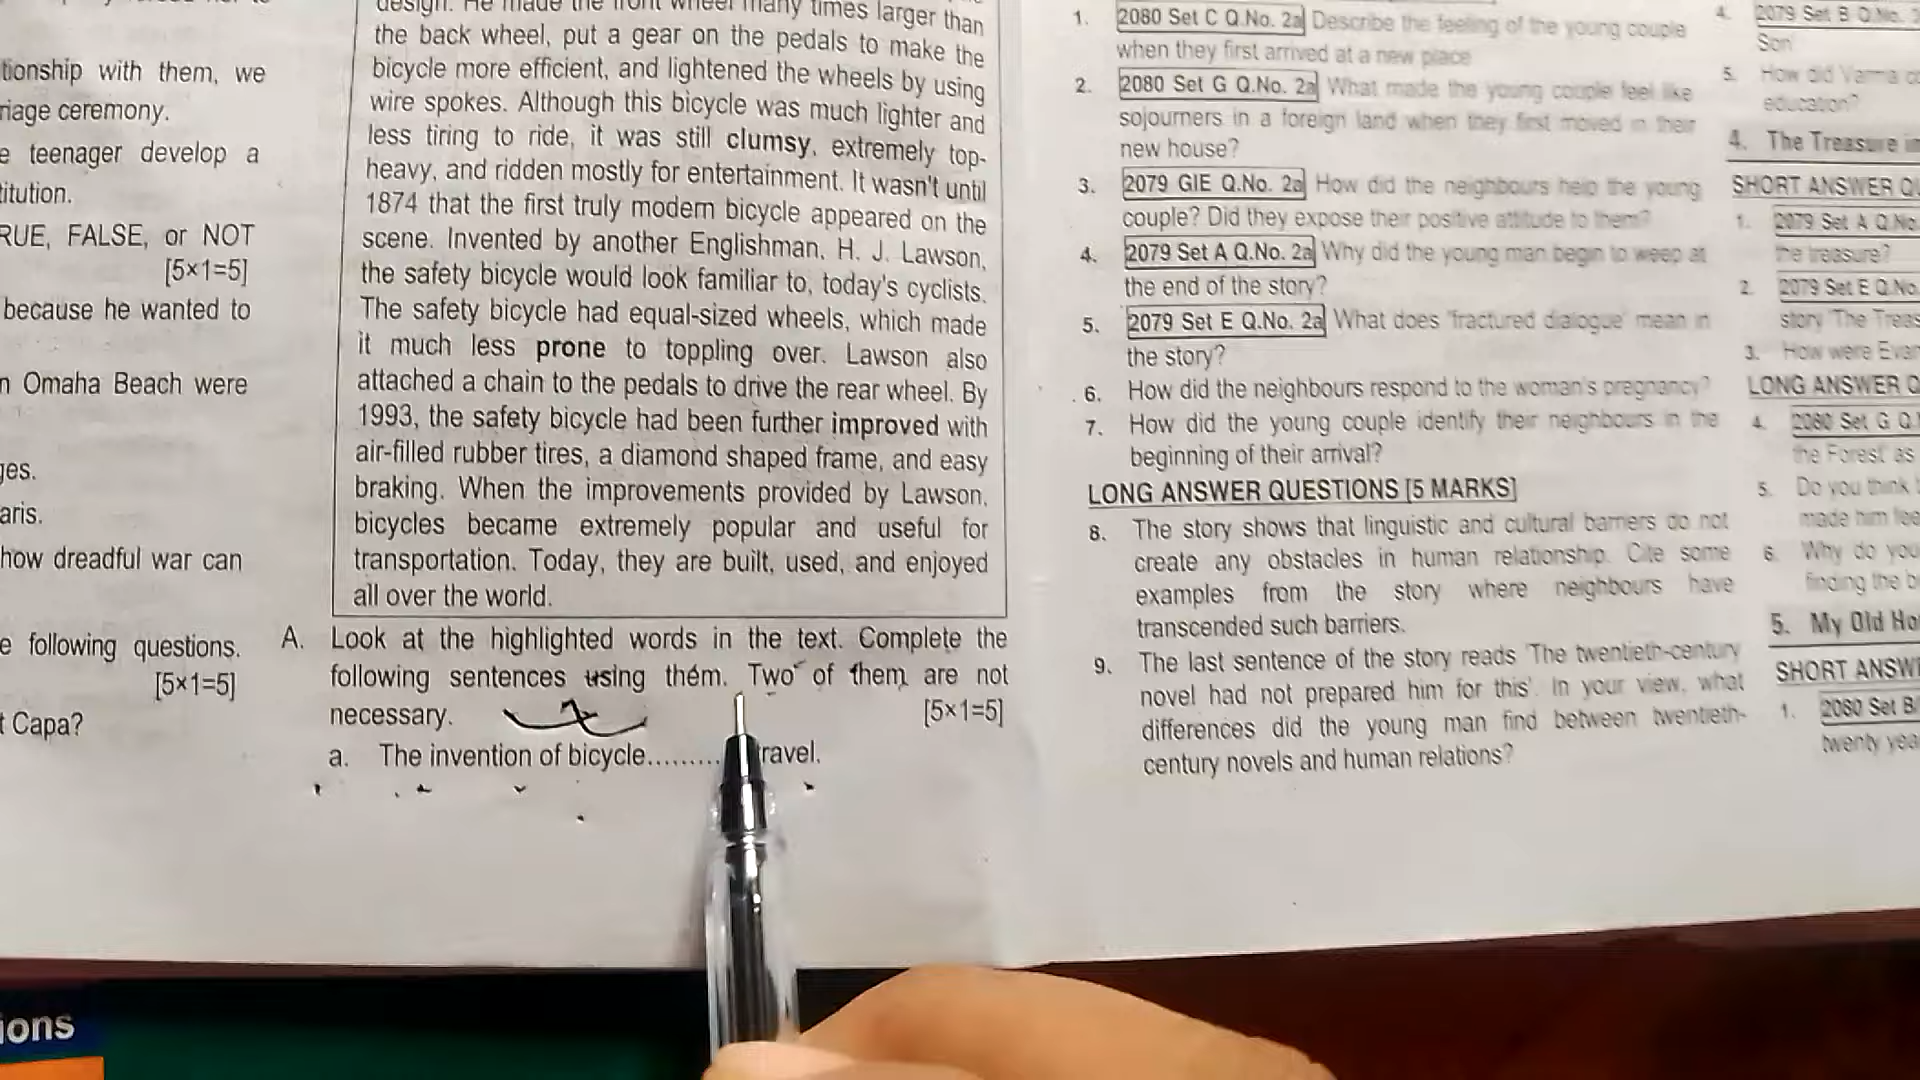 tionship with them, we
riage ceremony.
e teenager develop a
titution.
RUE, FALSE, or NOT
[5×1=5]
because he wanted to
n Omaha Beach were
ges.
aris.
how dreadful war can
e following questions.
[5×1=5]
t Capa?
ions
design. He made the front wheel many times larger than
the back wheel, put a gear on the pedals to make the
bicycle more efficient, and lightened the wheels by using
wire spokes. Although this bicycle was much lighter and
less tiring to ride, it was still clumsy, extremely top-
heavy, and ridden mostly for entertainment. It wasn't until
1874 that the first truly modern bicycle appeared on the
scene. Invented by another Englishman, H. J. Lawson,
the safety bicycle would look familiar to, today's cyclists.
The safety bicycle had equal-sized wheels, which made
it much less prone to toppling over. Lawson also
attached a chain to the pedals to drive the rear wheel. By
1993, the safety bicycle had been further improved with
air-filled rubber tires, a diamond shaped frame, and easy
braking. When the improvements provided by Lawson,
bicycles became extremely popular and useful for
transportation. Today, they are built, used, and enjoyed
all over the world.
A. Look at the highlighted words in the text. Complete the
following sentences using them. Two of them are not
necessary. [5×1=5]
a. The invention of bicycle......... ravel.
1. 2080 Set C Q.No. 2a Describe the feeling of the young couple
when they first arrived at a new place
2. 2080 Set G Q.No. 2a What made the young couple feel like
sojourners in a foreign land when they first moved in their
new house?
3. 2079 GIE Q.No. 2a How did the neighbours help the young
couple? Did they expose their positive attitude to them?
4. 2079 Set A Q.No. 2a Why did the young man begin to weep at
the end of the story?
5. 2079 Set E Q.No. 2a What does 'fractured dialogue' mean in
the story?
6. How did the neighbours respond to the woman's pregnancy?
7. How did the young couple identify their neighbours in the
beginning of their arrival?
LONG ANSWER QUESTIONS [5 MARKS]
8. The story shows that linguistic and cultural barriers do not
create any obstacles in human relationship. Cite some
examples from the story where neighbours have
transcended such barriers.
9. The last sentence of the story reads 'The twentieth-century
novel had not prepared him for this'. In your view, what
differences did the young man find between twentieth-
century novels and human relations?
4. 2079 Set B Q.No.
Son'
5. How did Varma
education?
4. The Treasure in
SHORT ANSWER QU
1. 2079 Set A Q.No
the treasure?
2. 2079 Set E Q.No.
story 'The Treas
3. How were Evan
LONG ANSWER Q
4. 2080 Set G Q.
the Forest as
5. Do you think
made him fee
6. Why do you
finding the b
5. My Old Ho
SHORT ANSW
1. 2080 Set B
twenty yea